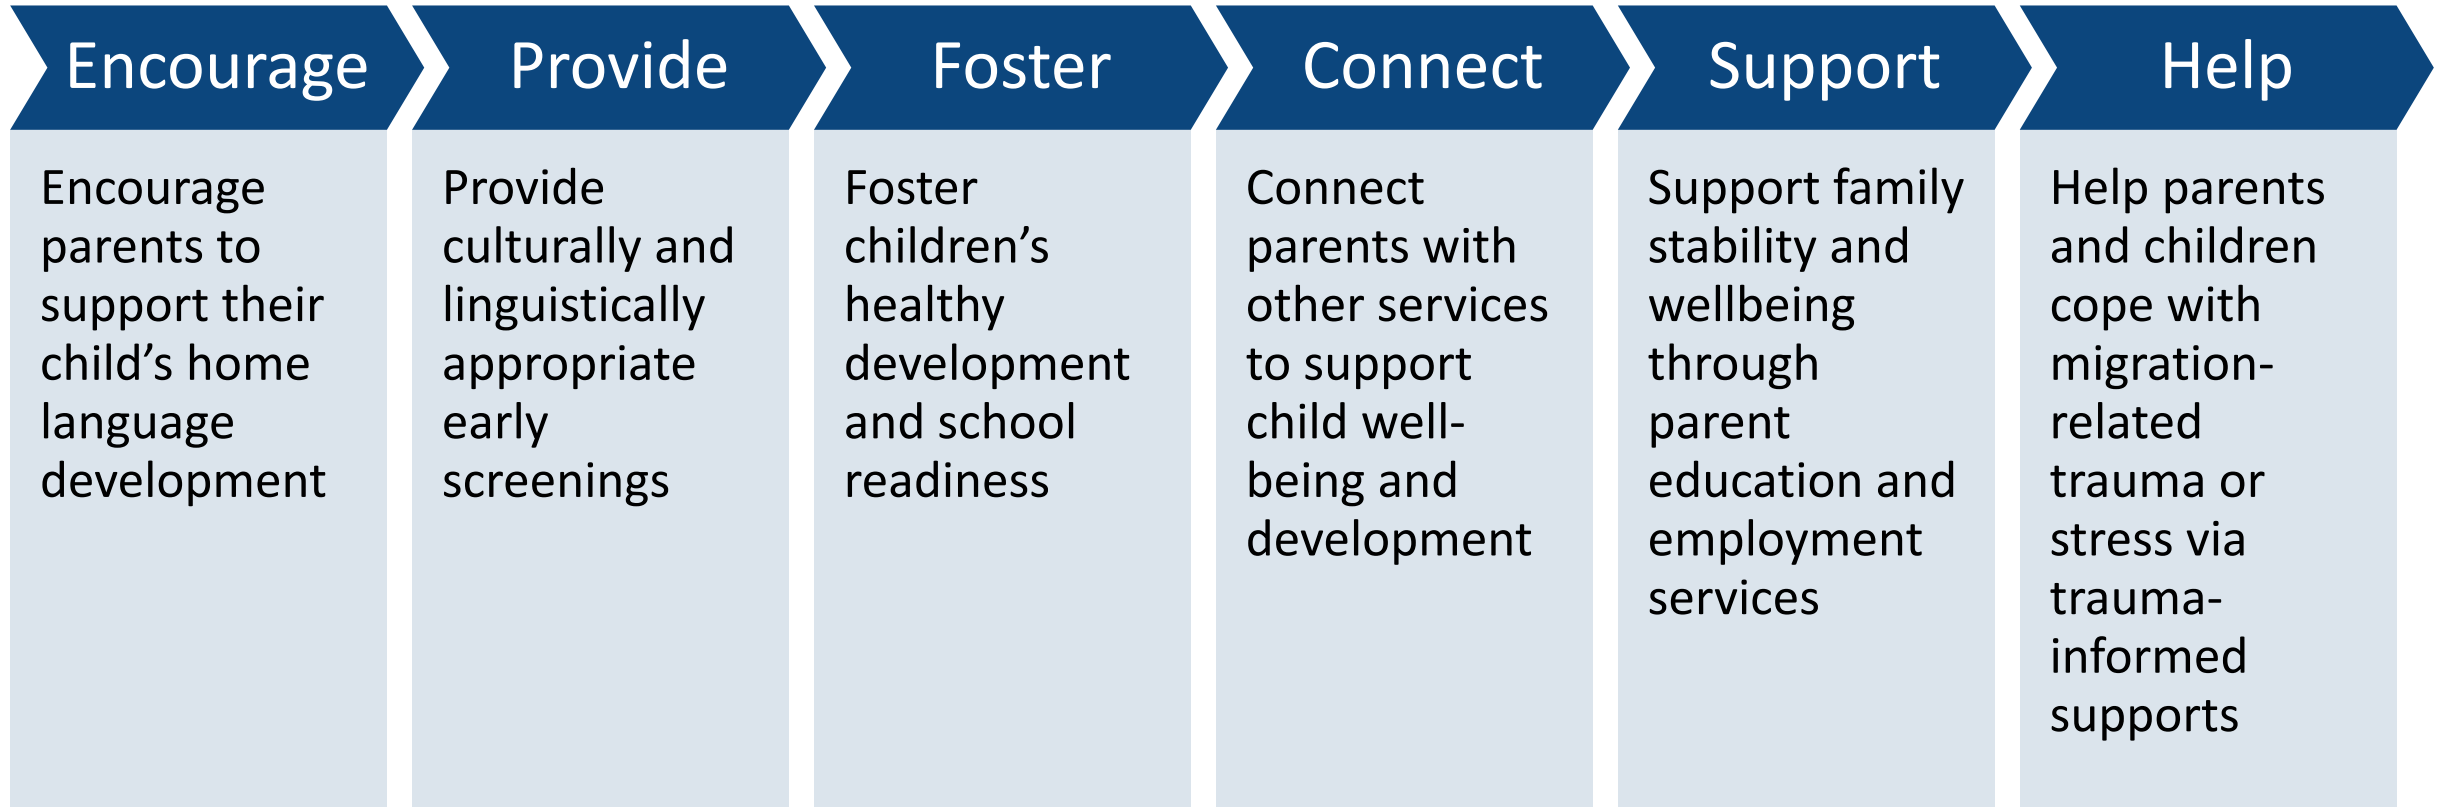 Encourage
Encourage
parents to
support their
child’s home
language
development
Provide
Provide
culturally and
linguistically
appropriate
early
screenings
Foster
Foster
children’s
healthy
development
and school
readiness
Connect
Connect
parents with
other services
to support
child well-
being and
development
Support
Support family
stability and
wellbeing
through
parent
education and
employment
services
Help
Help parents
and children
cope with
migration-
related
trauma or
stress via
trauma-
informed
supports